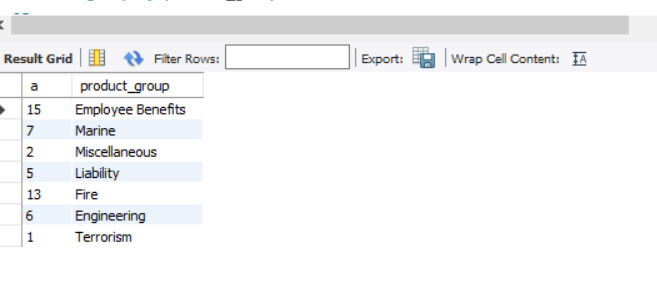 Result Grid Filter Rows: Export: Wrap Cell Content: IA
a product_group
15 Employee Benefits
7 Marine
2 Miscellaneous
5 Liability
13 Fire
6 Engineering
1 Terrorism